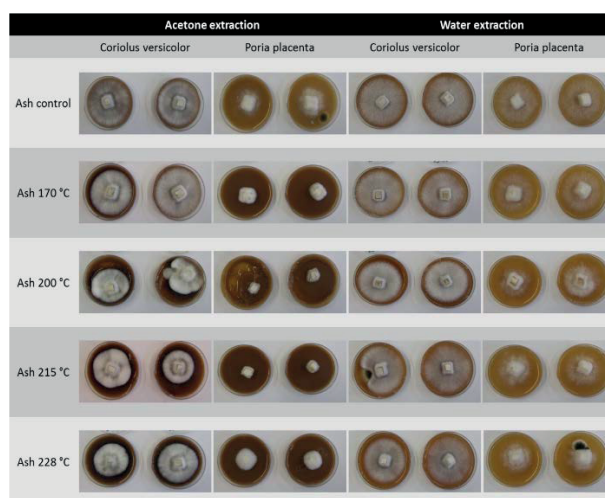 Acetone extraction Water extraction
Coriolus versicolor Poria placenta Coriolus versicolor Poria placenta
Ash control
Ash 170 °C
Ash 200 °C
Ash 215 °C
Ash 228 °C